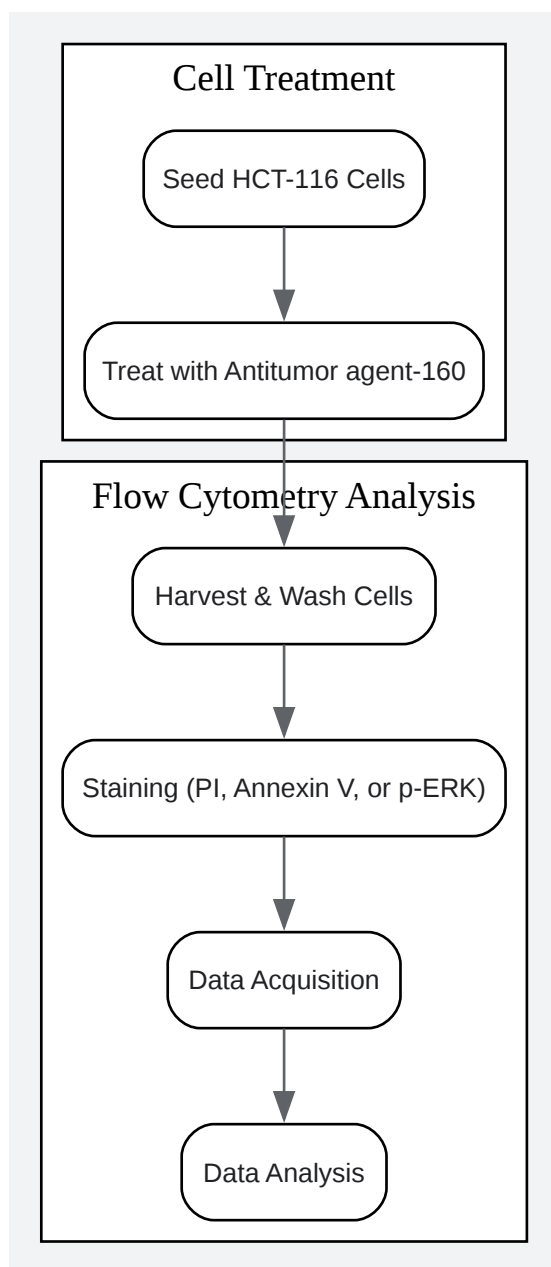 Cell Treatment
Seed HCT-116 Cells
Treat with Antitumor agent-160
Flow Cytometry Analysis
Harvest & Wash Cells
Staining (PI, Annexin V, or p-ERK)
Data Acquisition
Data Analysis